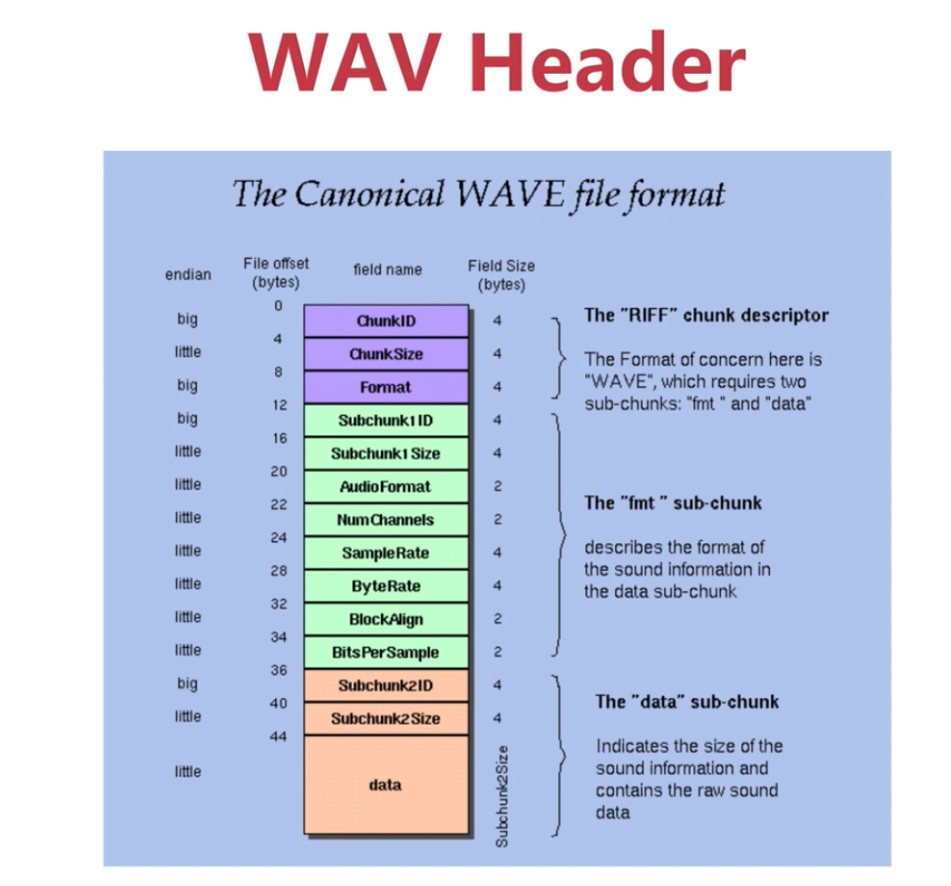 WAV Header
The Canonical WAVE file format
endian
File offset
(bytes)
field name
Field Size
(bytes)
0
big
ChunkID
4
4
little
ChunkSize
4
8
big
Format
4
12
big
Subchunk1ID
4
16
little
Subchunk1Size
4
20
little
AudioFormat
2
22
little
NumChannels
2
24
little
SampleRate
4
28
little
ByteRate
4
32
little
BlockAlign
2
34
little
BitsPerSample
2
36
big
Subchunk2ID
4
40
little
Subchunk2Size
4
44
little
data
Subchunk2Size
The "RIFF" chunk descriptor
The Format of concern here is
"WAVE", which requires two
sub-chunks: "fmt " and "data"
The "fmt " sub-chunk
describes the format of
the sound information in
the data sub-chunk
The "data" sub-chunk
Indicates the size of the
sound information and
contains the raw sound
data